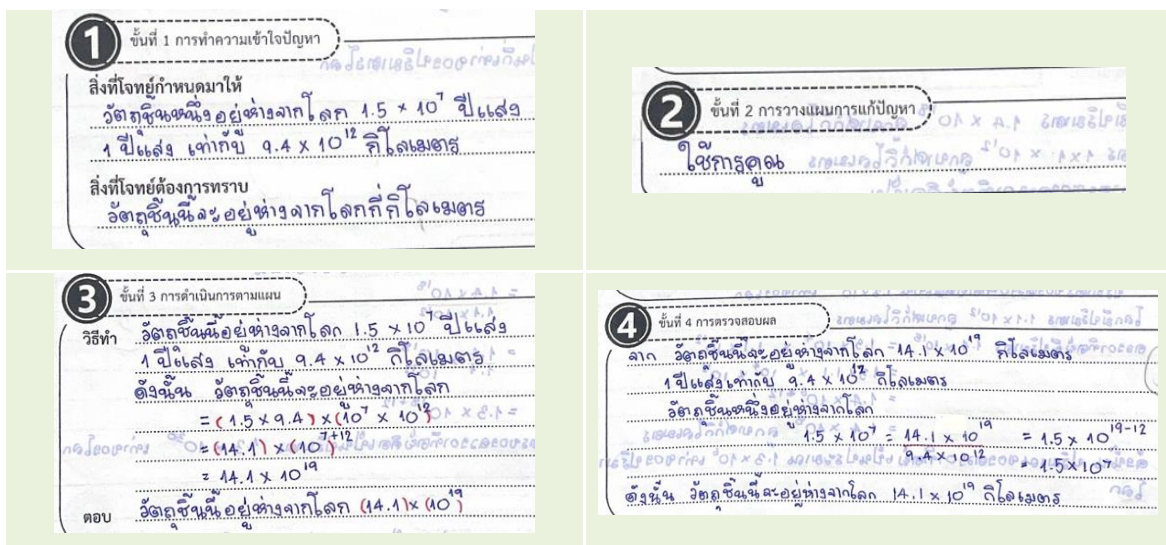 1 ขั้นที่ 1 การทำความเข้าใจปัญหา
สิ่งที่โจทย์กำหนดมาให้
วัตถุชิ้นหนึ่งอยู่ห่างจากโลก 1.5 × 10⁷ ปีแสง
1 ปีแสง เท่ากับ 9.4 × 10¹² กิโลเมตร
สิ่งที่โจทย์ต้องการทราบ
วัตถุชิ้นนี้จะอยู่ห่างจากโลกกี่กิโลเมตร
2 ขั้นที่ 2 การวางแผนการแก้ปัญหา
ใช้การคูณ
3 ขั้นที่ 3 การดำเนินการตามแผน
วิธีทำ วัตถุชิ้นนี้อยู่ห่างจากโลก 1.5 × 10⁷ ปีแสง
1 ปีแสง เท่ากับ 9.4 × 10¹² กิโลเมตร
ดังนั้น วัตถุชิ้นนี้จะอยู่ห่างจากโลก
= (1.5 × 9.4) × (10⁷ × 10¹²)
= (14.1) × (10⁷⁺¹²)
= 14.1 × 10¹⁹
ตอบ วัตถุชิ้นนี้อยู่ห่างจากโลก (14.1) × (10¹⁹)
4 ขั้นที่ 4 การตรวจสอบผล
จาก วัตถุชิ้นนี้จะอยู่ห่างจากโลก 14.1 × 10¹⁹ กิโลเมตร
1 ปีแสงเท่ากับ 9.4 × 10¹² กิโลเมตร
วัตถุชิ้นหนึ่งอยู่ห่างจากโลก
1.5 × 10⁷ = 14.1 × 10¹⁹ = 1.5 × 10¹⁹⁻¹²
9.4 × 10¹² = 1.5 × 10⁷
ดังนั้น วัตถุชิ้นนี้จะอยู่ห่างจากโลก 14.1 × 10¹⁹ กิโลเมตร